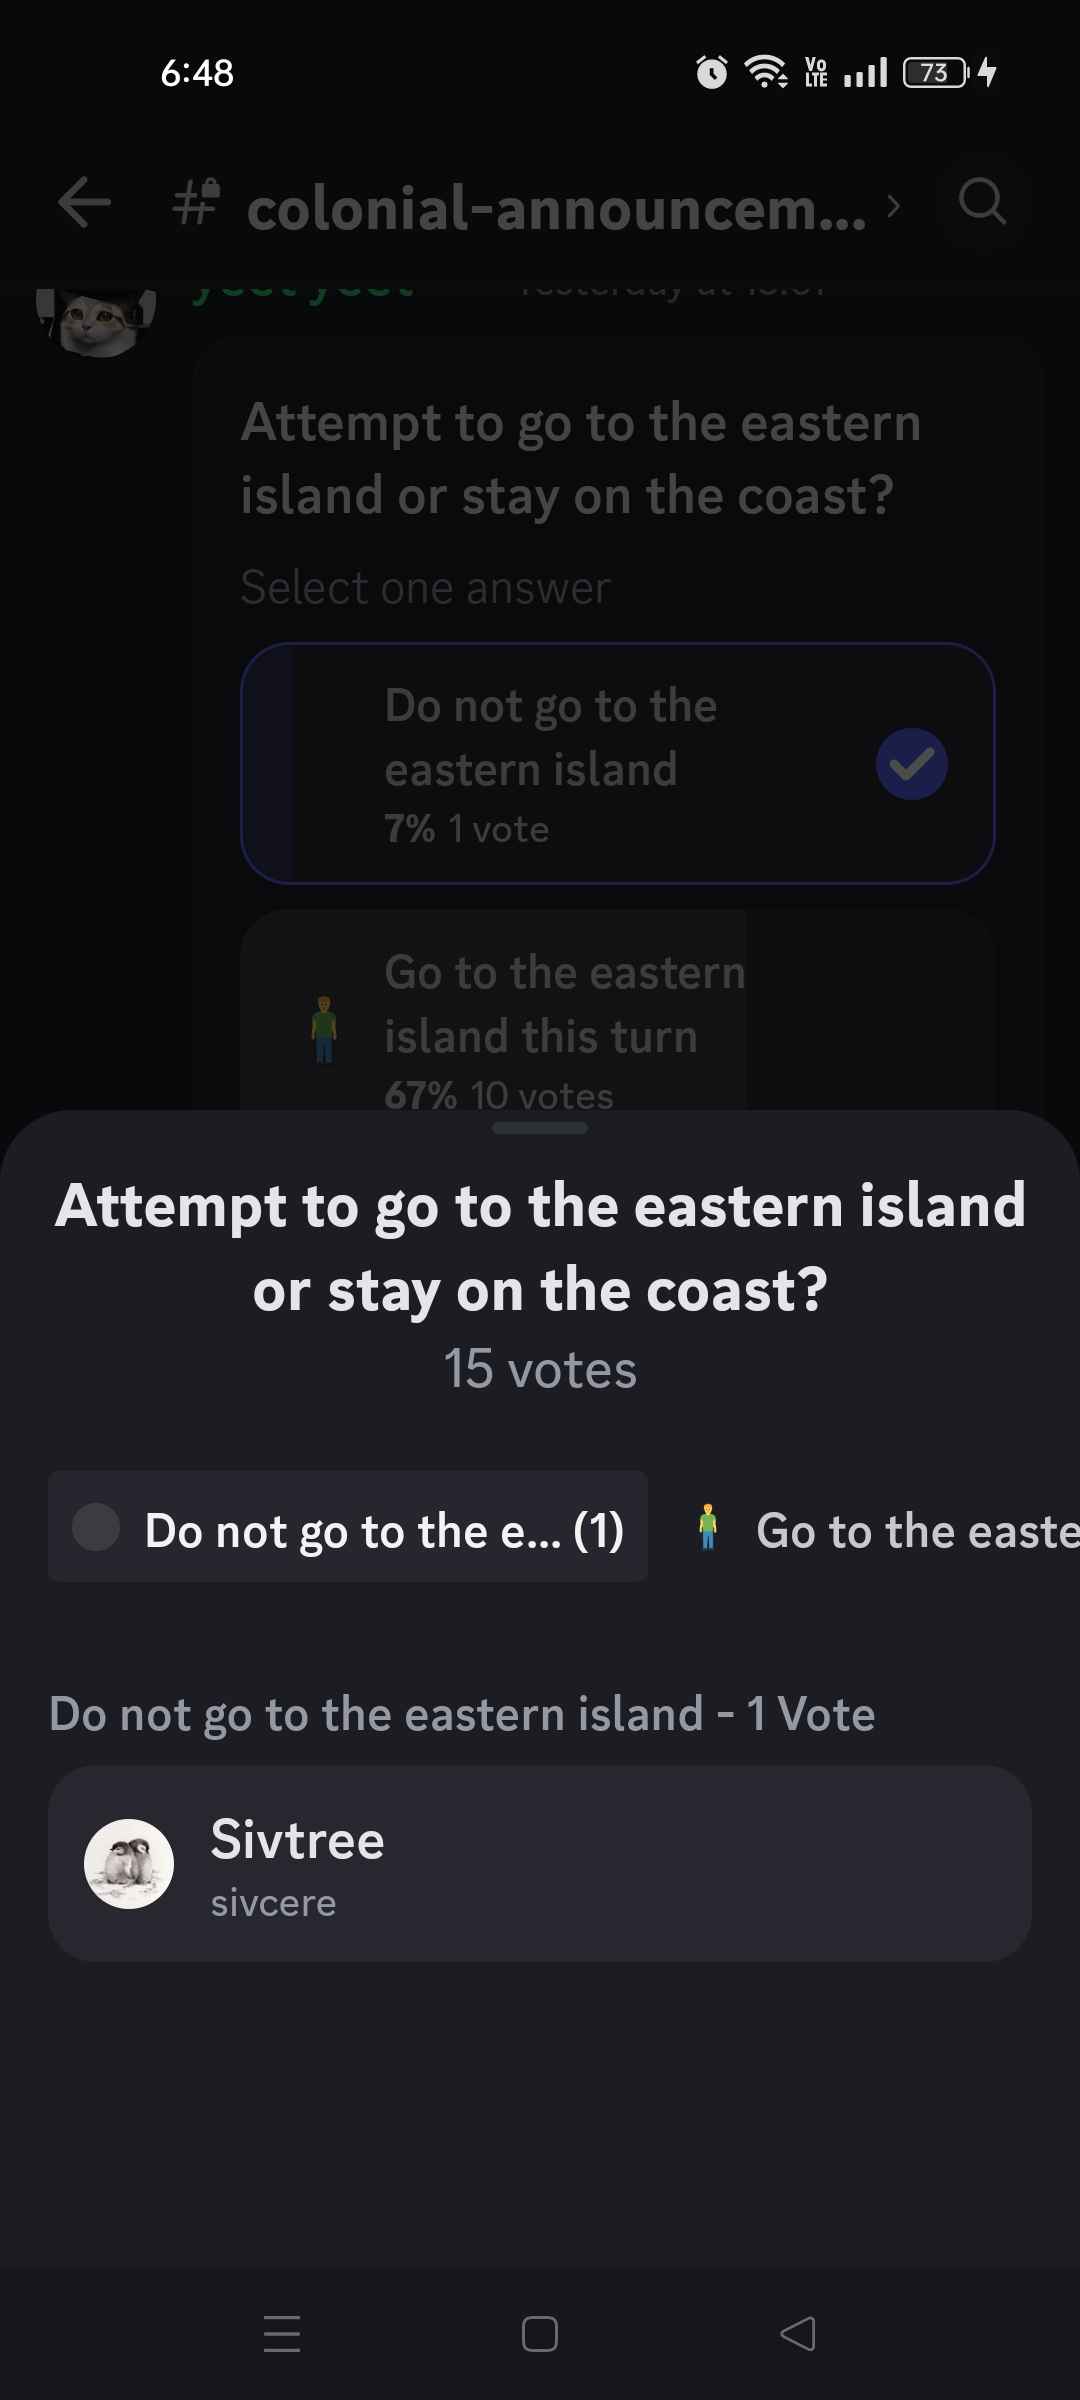 6:48
Vo
LTE
73
colonial-announcem...
yeet yeet
Yesterday at
Attempt to go to the eastern
island or stay on the coast?
Select one answer
Do not go to the
eastern island
7% 1 vote
Go to the eastern
island this turn
67% 10 votes
Attempt to go to the eastern island
or stay on the coast?
15 votes
Do not go to the e... (1)
Go to the easte
Do not go to the eastern island - 1 Vote
Sivtree
sivcere